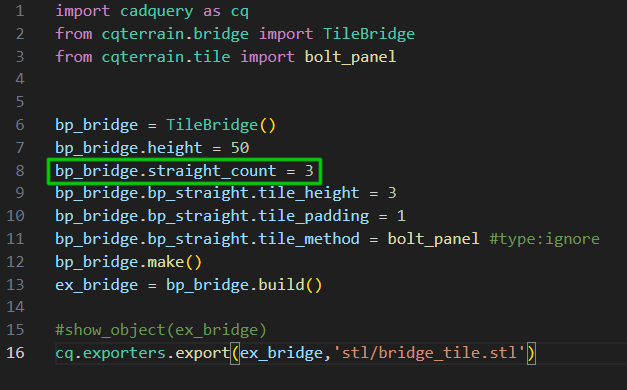 1 import cadquery as cq
2 from cqterrain.bridge import TileBridge
3 from cqterrain.tile import bolt_panel
4
5
6 bp_bridge = TileBridge()
7 bp_bridge.height = 50
8 bp_bridge.straight_count = 3
9 bp_bridge.bp_straight.tile_height = 3
10 bp_bridge.bp_straight.tile_padding = 1
11 bp_bridge.bp_straight.tile_method = bolt_panel #type:ignore
12 bp_bridge.make()
13 ex_bridge = bp_bridge.build()
14
15 #show_object(ex_bridge)
16 cq.exporters.export(ex_bridge,'stl/bridge_tile.stl')